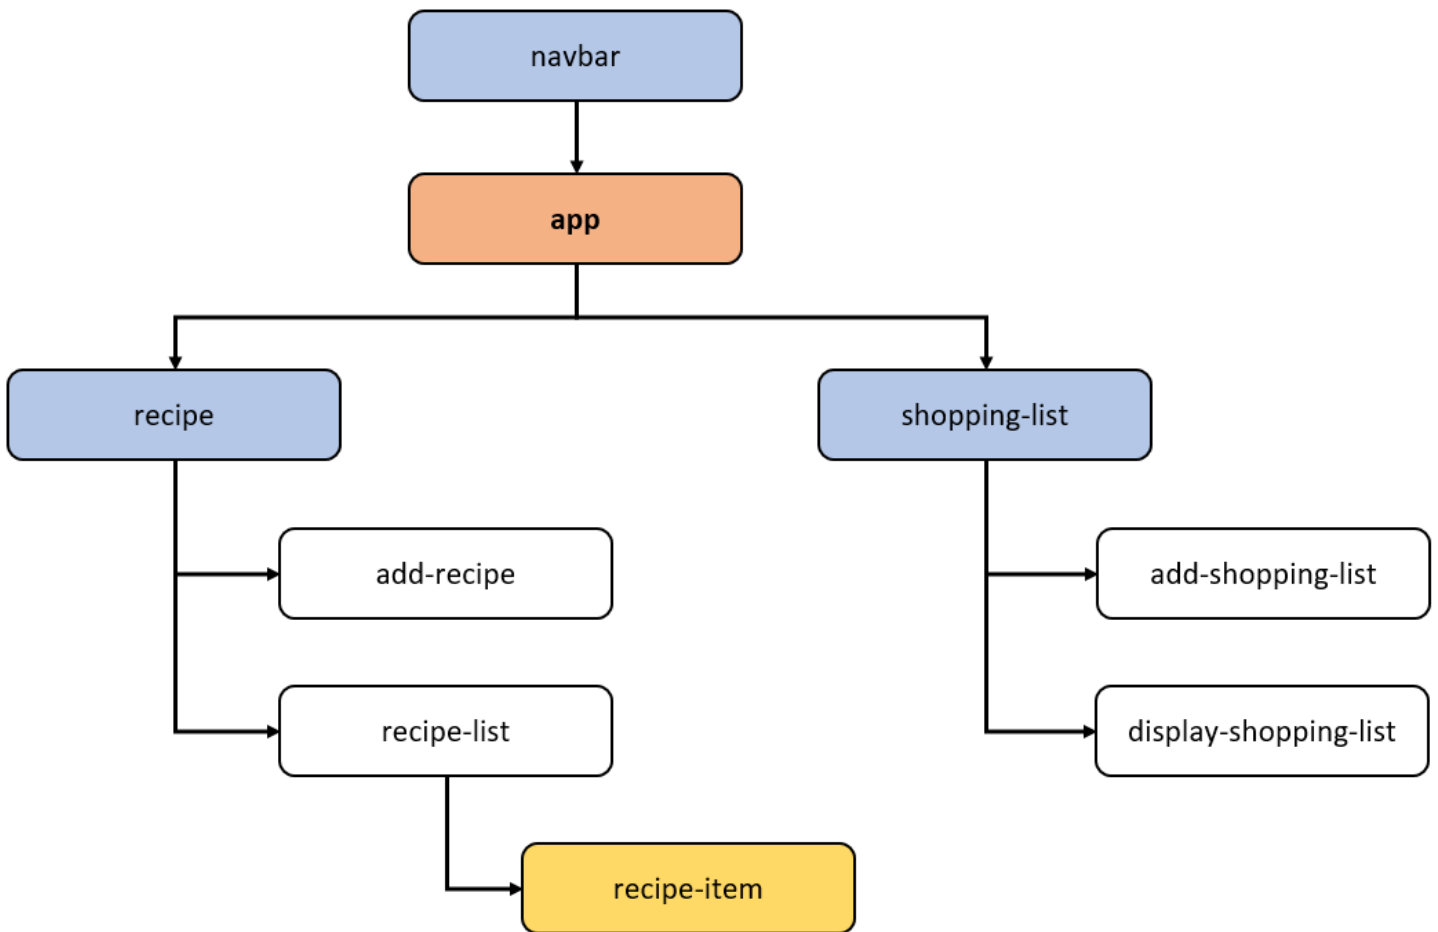 navbar
app
recipe
shopping-list
add-recipe
add-shopping-list
recipe-list
display-shopping-list
recipe-item